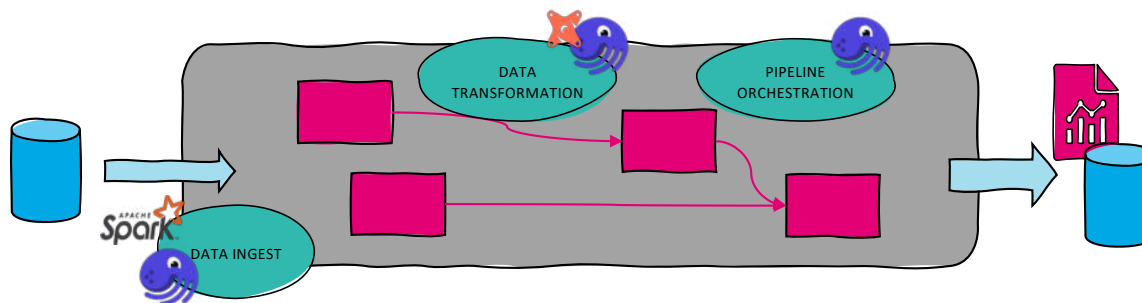 DATA
TRANSFORMATION
PIPELINE
ORCHESTRATION
APACHE
Spark
DATA INGEST